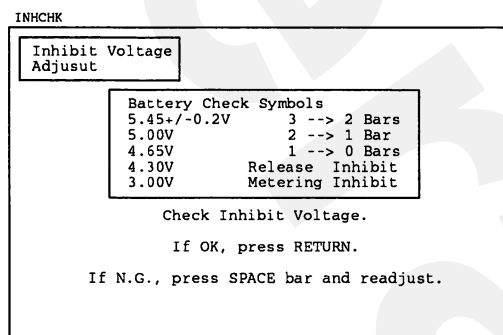 INHCHK
Inhibit Voltage
Adjusut
Battery Check Symbols
5.45+/-0.2V 3 --> 2 Bars
5.00V 2 --> 1 Bar
4.65V 1 --> 0 Bars
4.30V Release Inhibit
3.00V Metering Inhibit
Check Inhibit Voltage.
If OK, press RETURN.
If N.G., press SPACE bar and readjust.